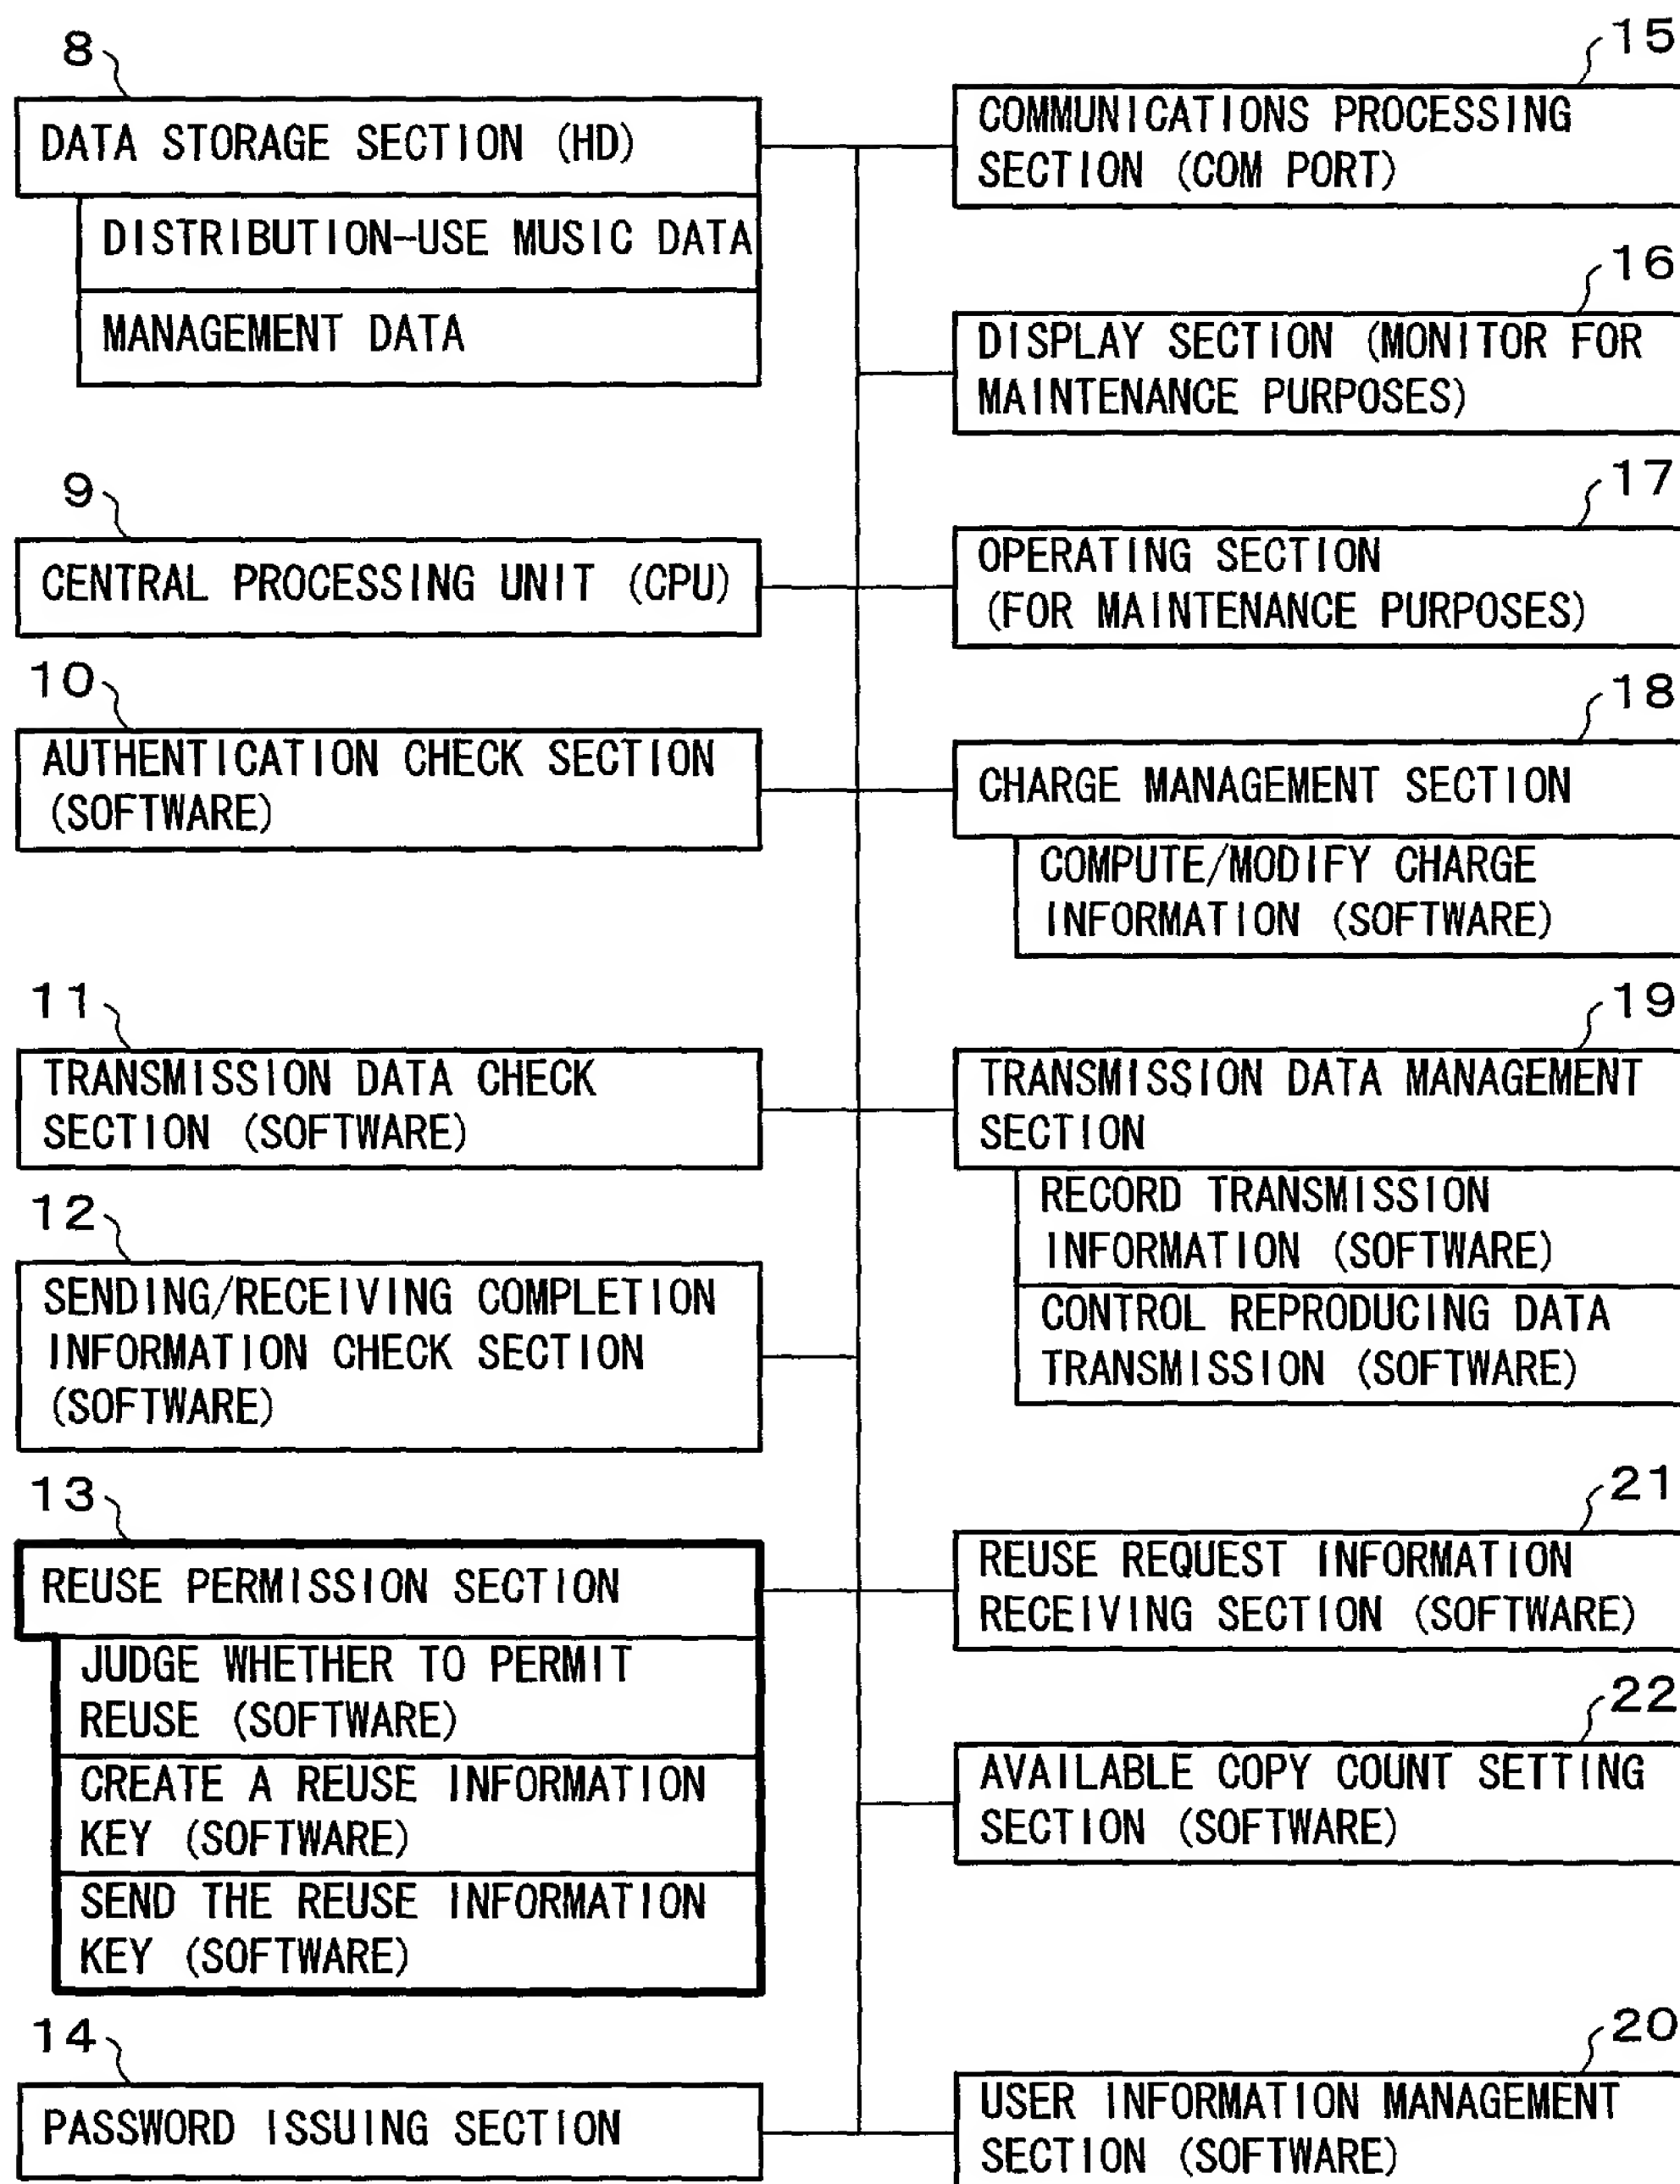 8
DATA STORAGE SECTION (HD)
DISTRIBUTION-USE MUSIC DATA
MANAGEMENT DATA
9
CENTRAL PROCESSING UNIT (CPU)
10
AUTHENTICATION CHECK SECTION
(SOFTWARE)
11
TRANSMISSION DATA CHECK
SECTION (SOFTWARE)
12
SENDING/RECEIVING COMPLETION
INFORMATION CHECK SECTION
(SOFTWARE)
13
REUSE PERMISSION SECTION
JUDGE WHETHER TO PERMIT
REUSE (SOFTWARE)
CREATE A REUSE INFORMATION
KEY (SOFTWARE)
SEND THE REUSE INFORMATION
KEY (SOFTWARE)
14
PASSWORD ISSUING SECTION
15
COMMUNICATIONS PROCESSING
SECTION (COM PORT)
16
DISPLAY SECTION (MONITOR FOR
MAINTENANCE PURPOSES)
17
OPERATING SECTION
(FOR MAINTENANCE PURPOSES)
18
CHARGE MANAGEMENT SECTION
COMPUTE/MODIFY CHARGE
INFORMATION (SOFTWARE)
19
TRANSMISSION DATA MANAGEMENT
SECTION
RECORD TRANSMISSION
INFORMATION (SOFTWARE)
CONTROL REPRODUCING DATA
TRANSMISSION (SOFTWARE)
21
REUSE REQUEST INFORMATION
RECEIVING SECTION (SOFTWARE)
22
AVAILABLE COPY COUNT SETTING
SECTION (SOFTWARE)
20
USER INFORMATION MANAGEMENT
SECTION (SOFTWARE)